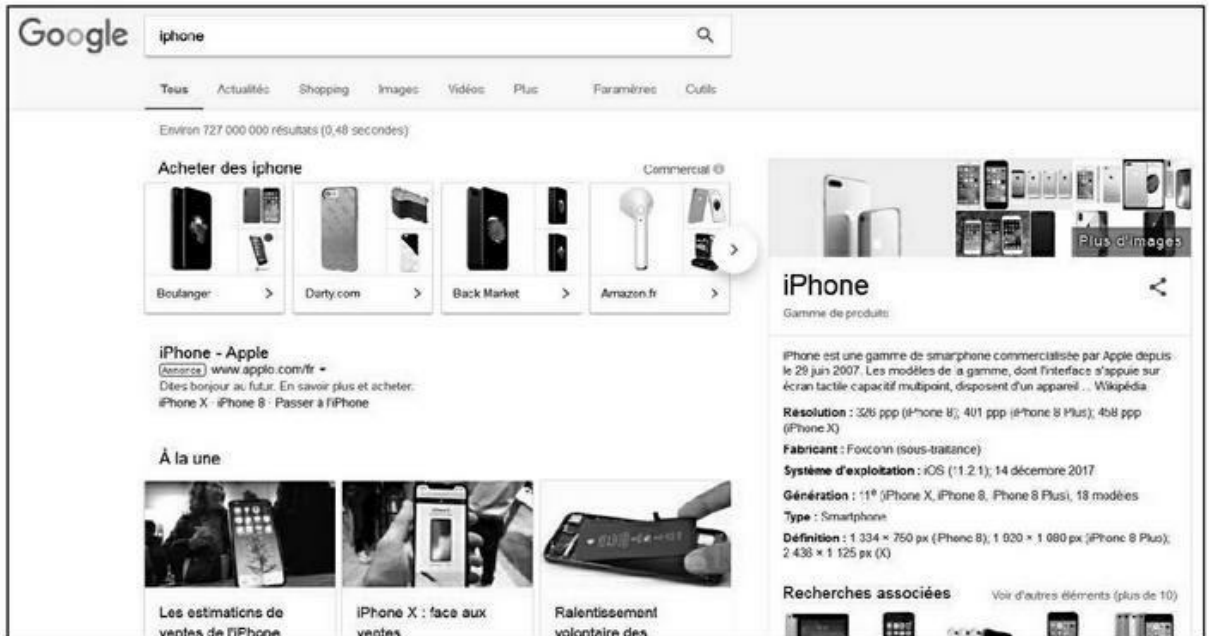 Google
iphone
Tous Actualités Shopping Images Vidéos Plus Paramètres Outils
Environ 727 000 000 résultats (0,48 secondes)
Acheter des iphone
Commercial
Boulanger
Darty.com
Back Market
Amazon.fr
iPhone - Apple
Annonce www.apple.com/fr
Dites bonjour au futur. En savoir plus et acheter.
iPhone X · iPhone 8 · Passer à l'iPhone
À la une
Les estimations de
ventes de l'iPhone
iPhone X : face aux
ventes
Ralentissement
volontaire des
Plus d'images
iPhone
Gamme de produits
iPhone est une gamme de smartphone commercialisée par Apple depuis
le 29 juin 2007. Les modèles de la gamme, dont l'interface s'appuie sur
écran tactile capacitif multipoint, disposent d'un appareil ... Wikipédia
Résolution : 326 ppp (iPhone 8); 401 ppp (iPhone 8 Plus); 458 ppp
(iPhone X)
Fabricant : Foxconn (sous-traitance)
Système d'exploitation : iOS (11.2.1); 14 décembre 2017
Génération : 11e (iPhone X, iPhone 8, iPhone 8 Plus), 18 modèles
Type : Smartphone
Définition : 1 334 × 750 px (iPhone 8); 1 920 × 1 080 px (iPhone 8 Plus);
2 436 × 1 125 px (X)
Recherches associées
Voir d'autres éléments (plus de 10)